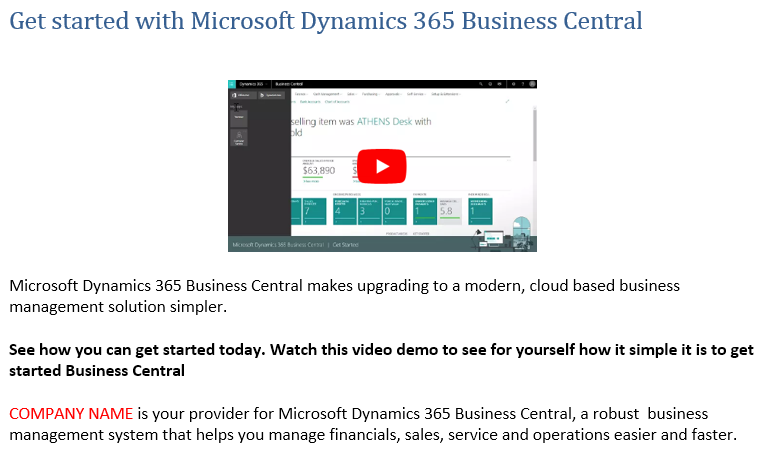 Get started with Microsoft Dynamics 365 Business Central
Dynamics 365 Business Central
selling item was ATHENS Desk with
old
$63,890
7 4 3 0 1 5.8 1
Microsoft Dynamics 365 Business Central | Get Started
Microsoft Dynamics 365 Business Central makes upgrading to a modern, cloud based business
management solution simpler.
See how you can get started today. Watch this video demo to see for yourself how it simple it is to get
started Business Central
COMPANY NAME is your provider for Microsoft Dynamics 365 Business Central, a robust  business
management system that helps you manage financials, sales, service and operations easier and faster.